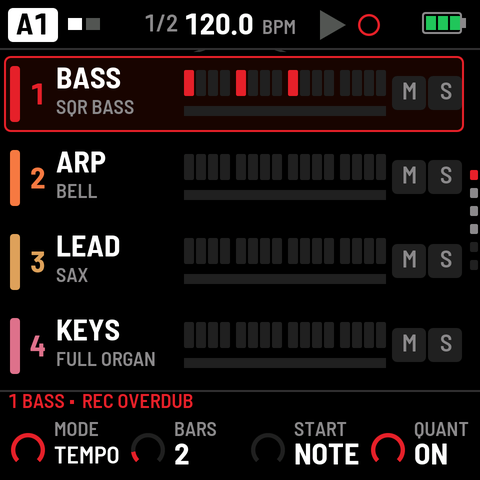 A1 1/2 120.0 BPM
1 BASS M S
SQR BASS
2 ARP M S
BELL
3 LEAD M S
SAX
4 KEYS M S
FULL ORGAN
1 BASS • REC OVERDUB
MODE BARS START QUANT
TEMPO 2 NOTE ON